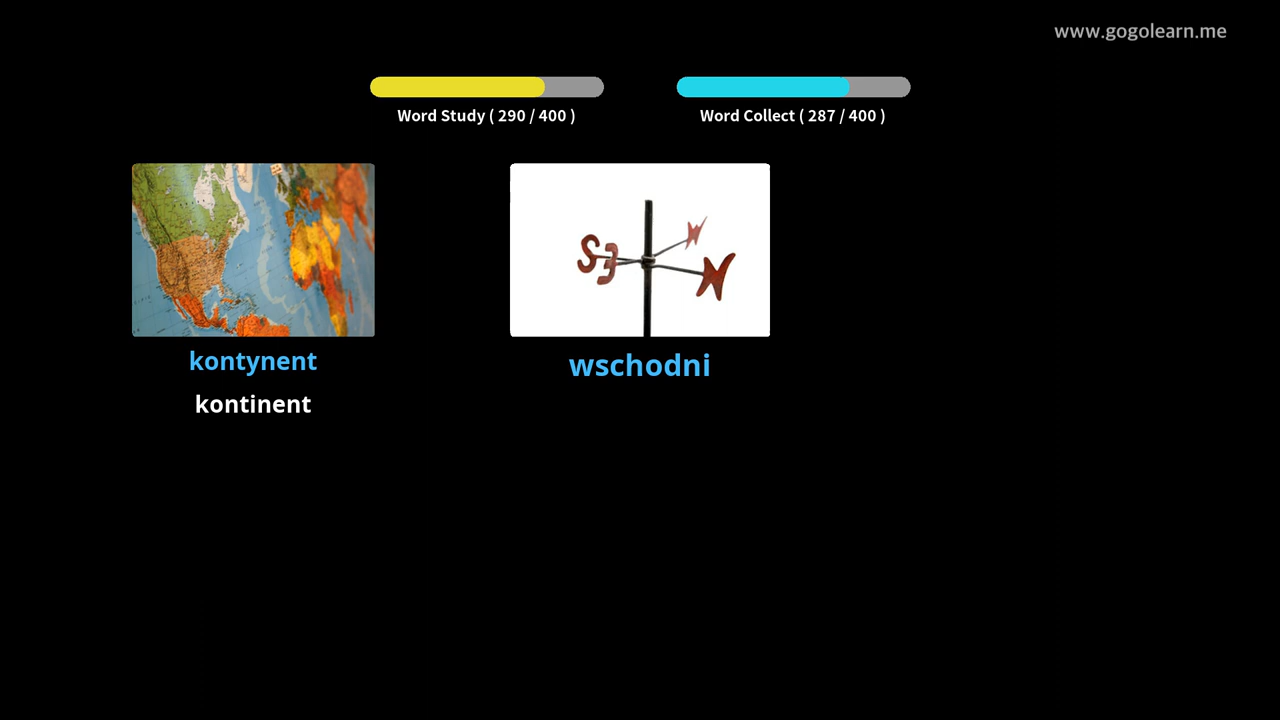 www.gogolearn.me
Word Study ( 290 / 400 )
Word Collect ( 287 / 400 )
kontynent
kontinent
wschodni